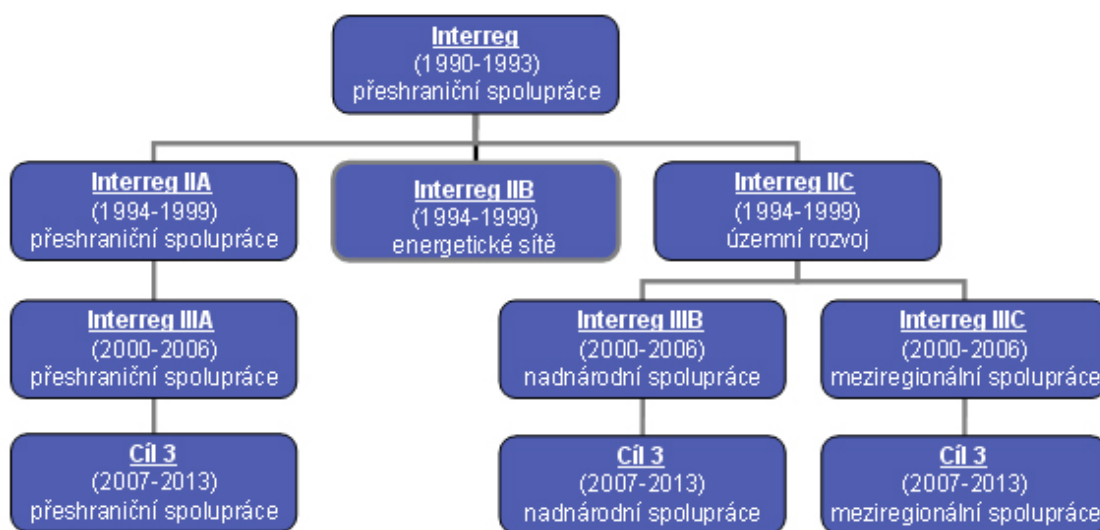 Interreg
(1990-1993)
přeshraniční spolupráce
Interreg IIA
(1994-1999)
přeshraniční spolupráce
Interreg IIB
(1994-1999)
energetické sítě
Interreg IIC
(1994-1999)
územní rozvoj
Interreg IIIA
(2000-2006)
přeshraniční spolupráce
Interreg IIIB
(2000-2006)
nadnárodní spolupráce
Interreg IIIC
(2000-2006)
meziregionální spolupráce
Cíl 3
(2007-2013)
přeshraniční spolupráce
Cíl 3
(2007-2013)
nadnárodní spolupráce
Cíl 3
(2007-2013)
meziregionální spolupráce